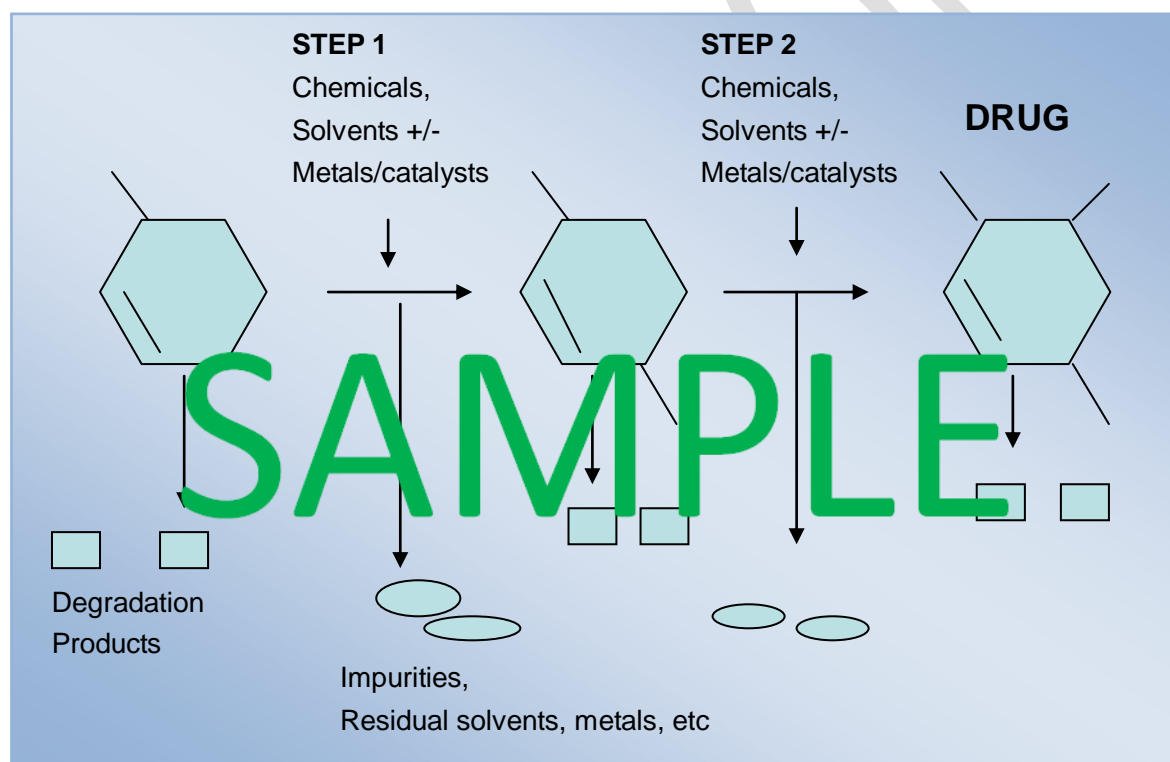 STEP 1
Chemicals,
Solvents +/-
Metals/catalysts
STEP 2
Chemicals,
Solvents +/-
Metals/catalysts
DRUG
SAMPLE
Degradation
Products
Impurities,
Residual solvents, metals, etc